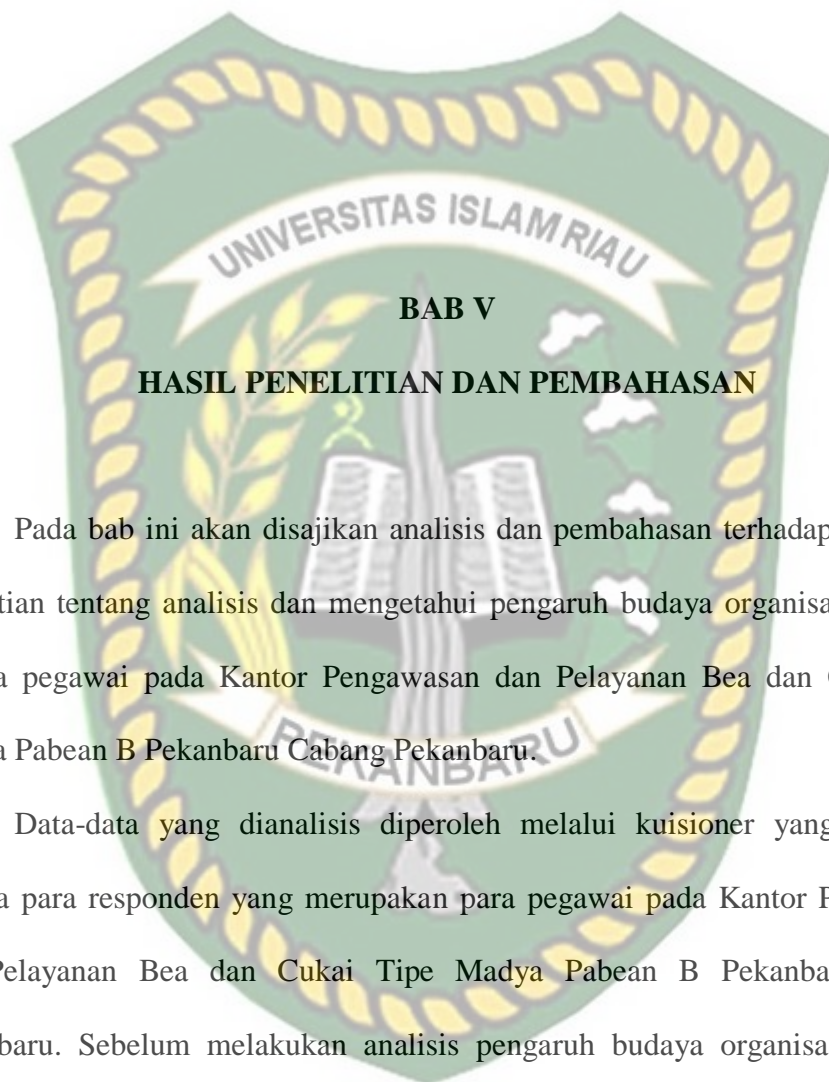 UNIVERSITAS ISLAM RIAU
BAB V
HASIL PENELITIAN DAN PEMBAHASAN
Pada bab ini akan disajikan analisis dan pembahasan terhadap
tian tentang analisis dan mengetahui pengaruh budaya organisa
a pegawai pada Kantor Pengawasan dan Pelayanan Bea dan
a Pabean B Pekanbaru Cabang Pekanbaru.
PEKANBARU
Data-data yang dianalisis diperoleh melalui kuisioner yang
a para responden yang merupakan para pegawai pada Kantor P
Pelayanan Bea dan Cukai Tipe Madya Pabean B Pekanba
baru. Sebelum melakukan analisis pengaruh budaya organisa